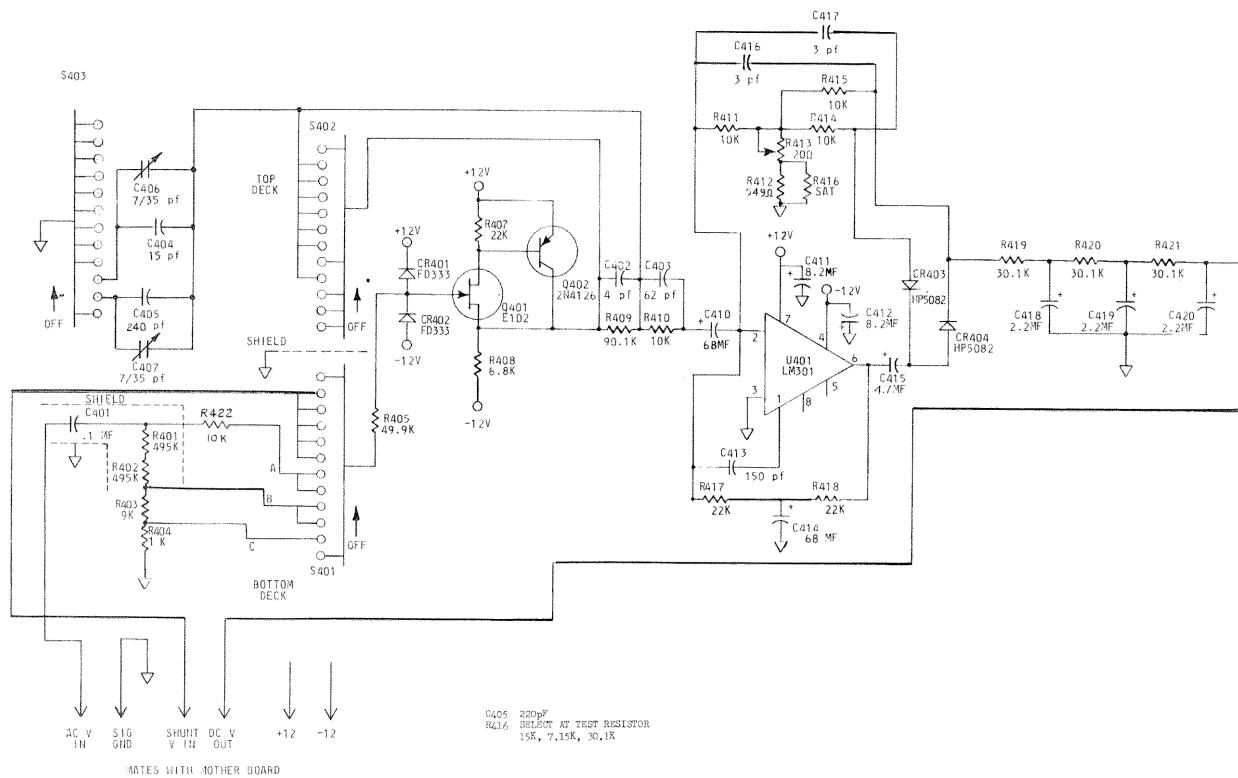 C417
3 pf
C416
3 pf
S403
R415
10K
S402
R411
10K
R414
10K
+12V
TOP
DECK
R413
20Ω
R412
549Ω
R416
SAT
C406
7/35 pf
R407
22K
+12V
+12V
C404
15 pf
CR401
FD333
C411
8.2MF
R419
30.1K
R420
30.1K
R421
30.1K
Q402
2N4126
C402
4 pf
C403
62 pf
-12V
CR403
HP5082
OFF
C405
240 pf
OFF
CR402
FD333
Q401
E102
C410
68MF
C412
8.2MF
C418
2.2MF
C419
2.2MF
C420
2.2MF
C407
7/35 pf
SHIELD
-12V
R408
6.8K
R409
90.1K
R410
10K
2
7
4
U401
LM301
6
C415
4.7MF
CR404
HP5082
3
1
8
5
-12V
SHIELD
C401
.1 MF
R422
10K
R405
49.9K
R401
495K
R402
495K
A
C413
150 pf
B
R403
9K
R404
1 K
C
OFF
R417
22K
R418
22K
C414
68 MF
S401
BOTTOM
DECK
C405 220pF
R416 SELECT AT TEST RESISTOR
15K, 7.15K, 30.1K
AC V
IN
SIG
GND
SHUNT
V IN
DC V
OUT
+12
-12
MATES WITH MOTHER BOARD